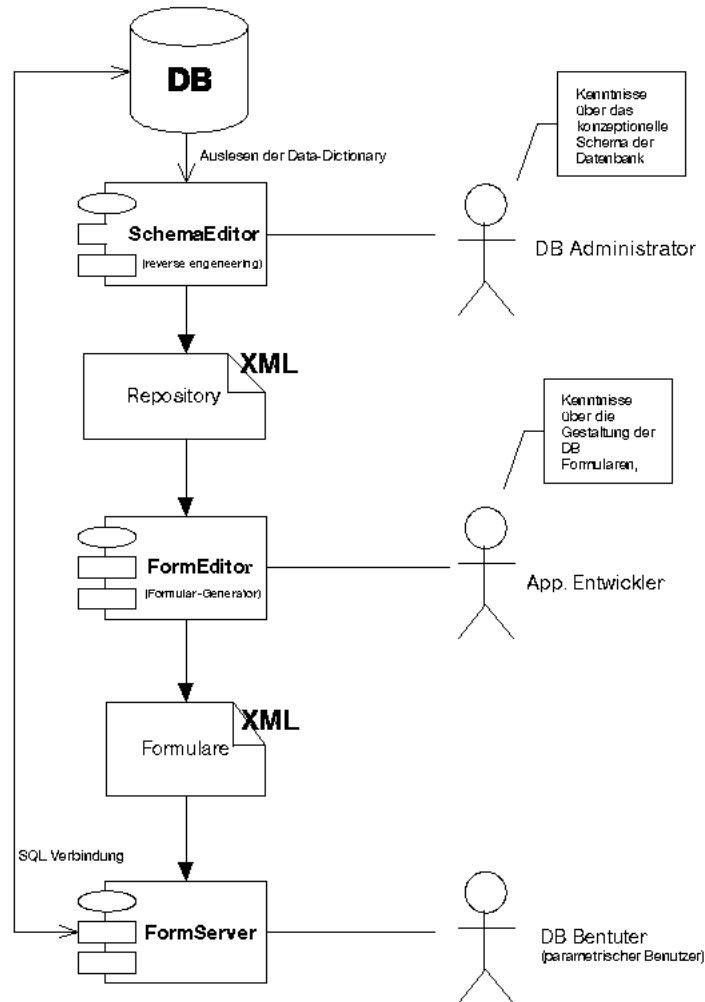 DB
Kenntnisse
über das
konzeptionelle
Schema der
Datenbank
Auslesen der Data-Dictionary
SchemaEditor
(reverse engeneering)
DB Administrator
XML
Repository
Kenntnisse
über die
Gestaltung der
DB
Formularen,
FormEditor
(Formular-Generator)
App. Entwickler
XML
Formulare
SQL Verbindung
FormServer
DB Bentuter
(parametrischer Benutzer)